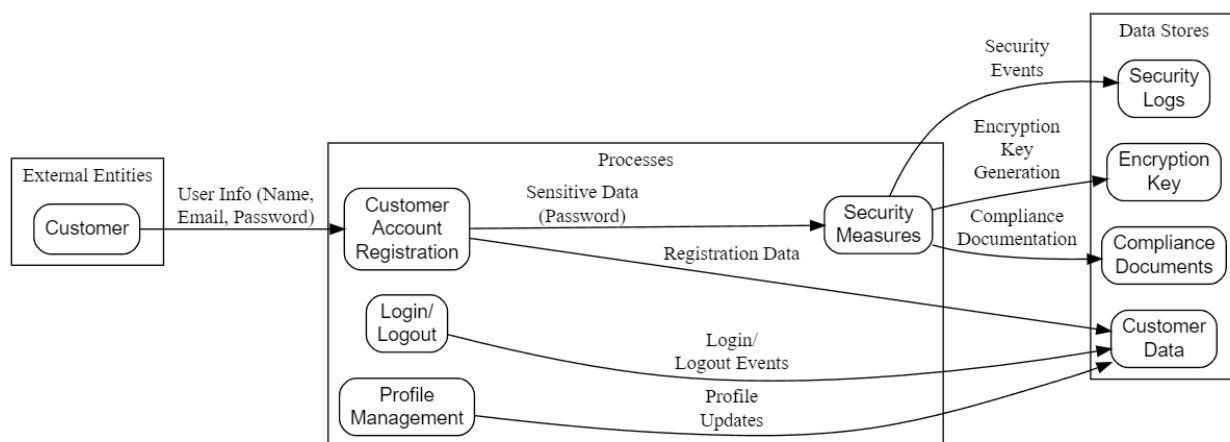 External Entities
Customer
User Info (Name,
Email, Password)
Processes
Customer
Account
Registration
Sensitive Data
(Password)
Security
Measures
Registration Data
Login/
Logout
Login/
Logout Events
Profile
Management
Profile
Updates
Security
Events
Encryption
Key
Generation
Compliance
Documentation
Data Stores
Security
Logs
Encryption
Key
Compliance
Documents
Customer
Data